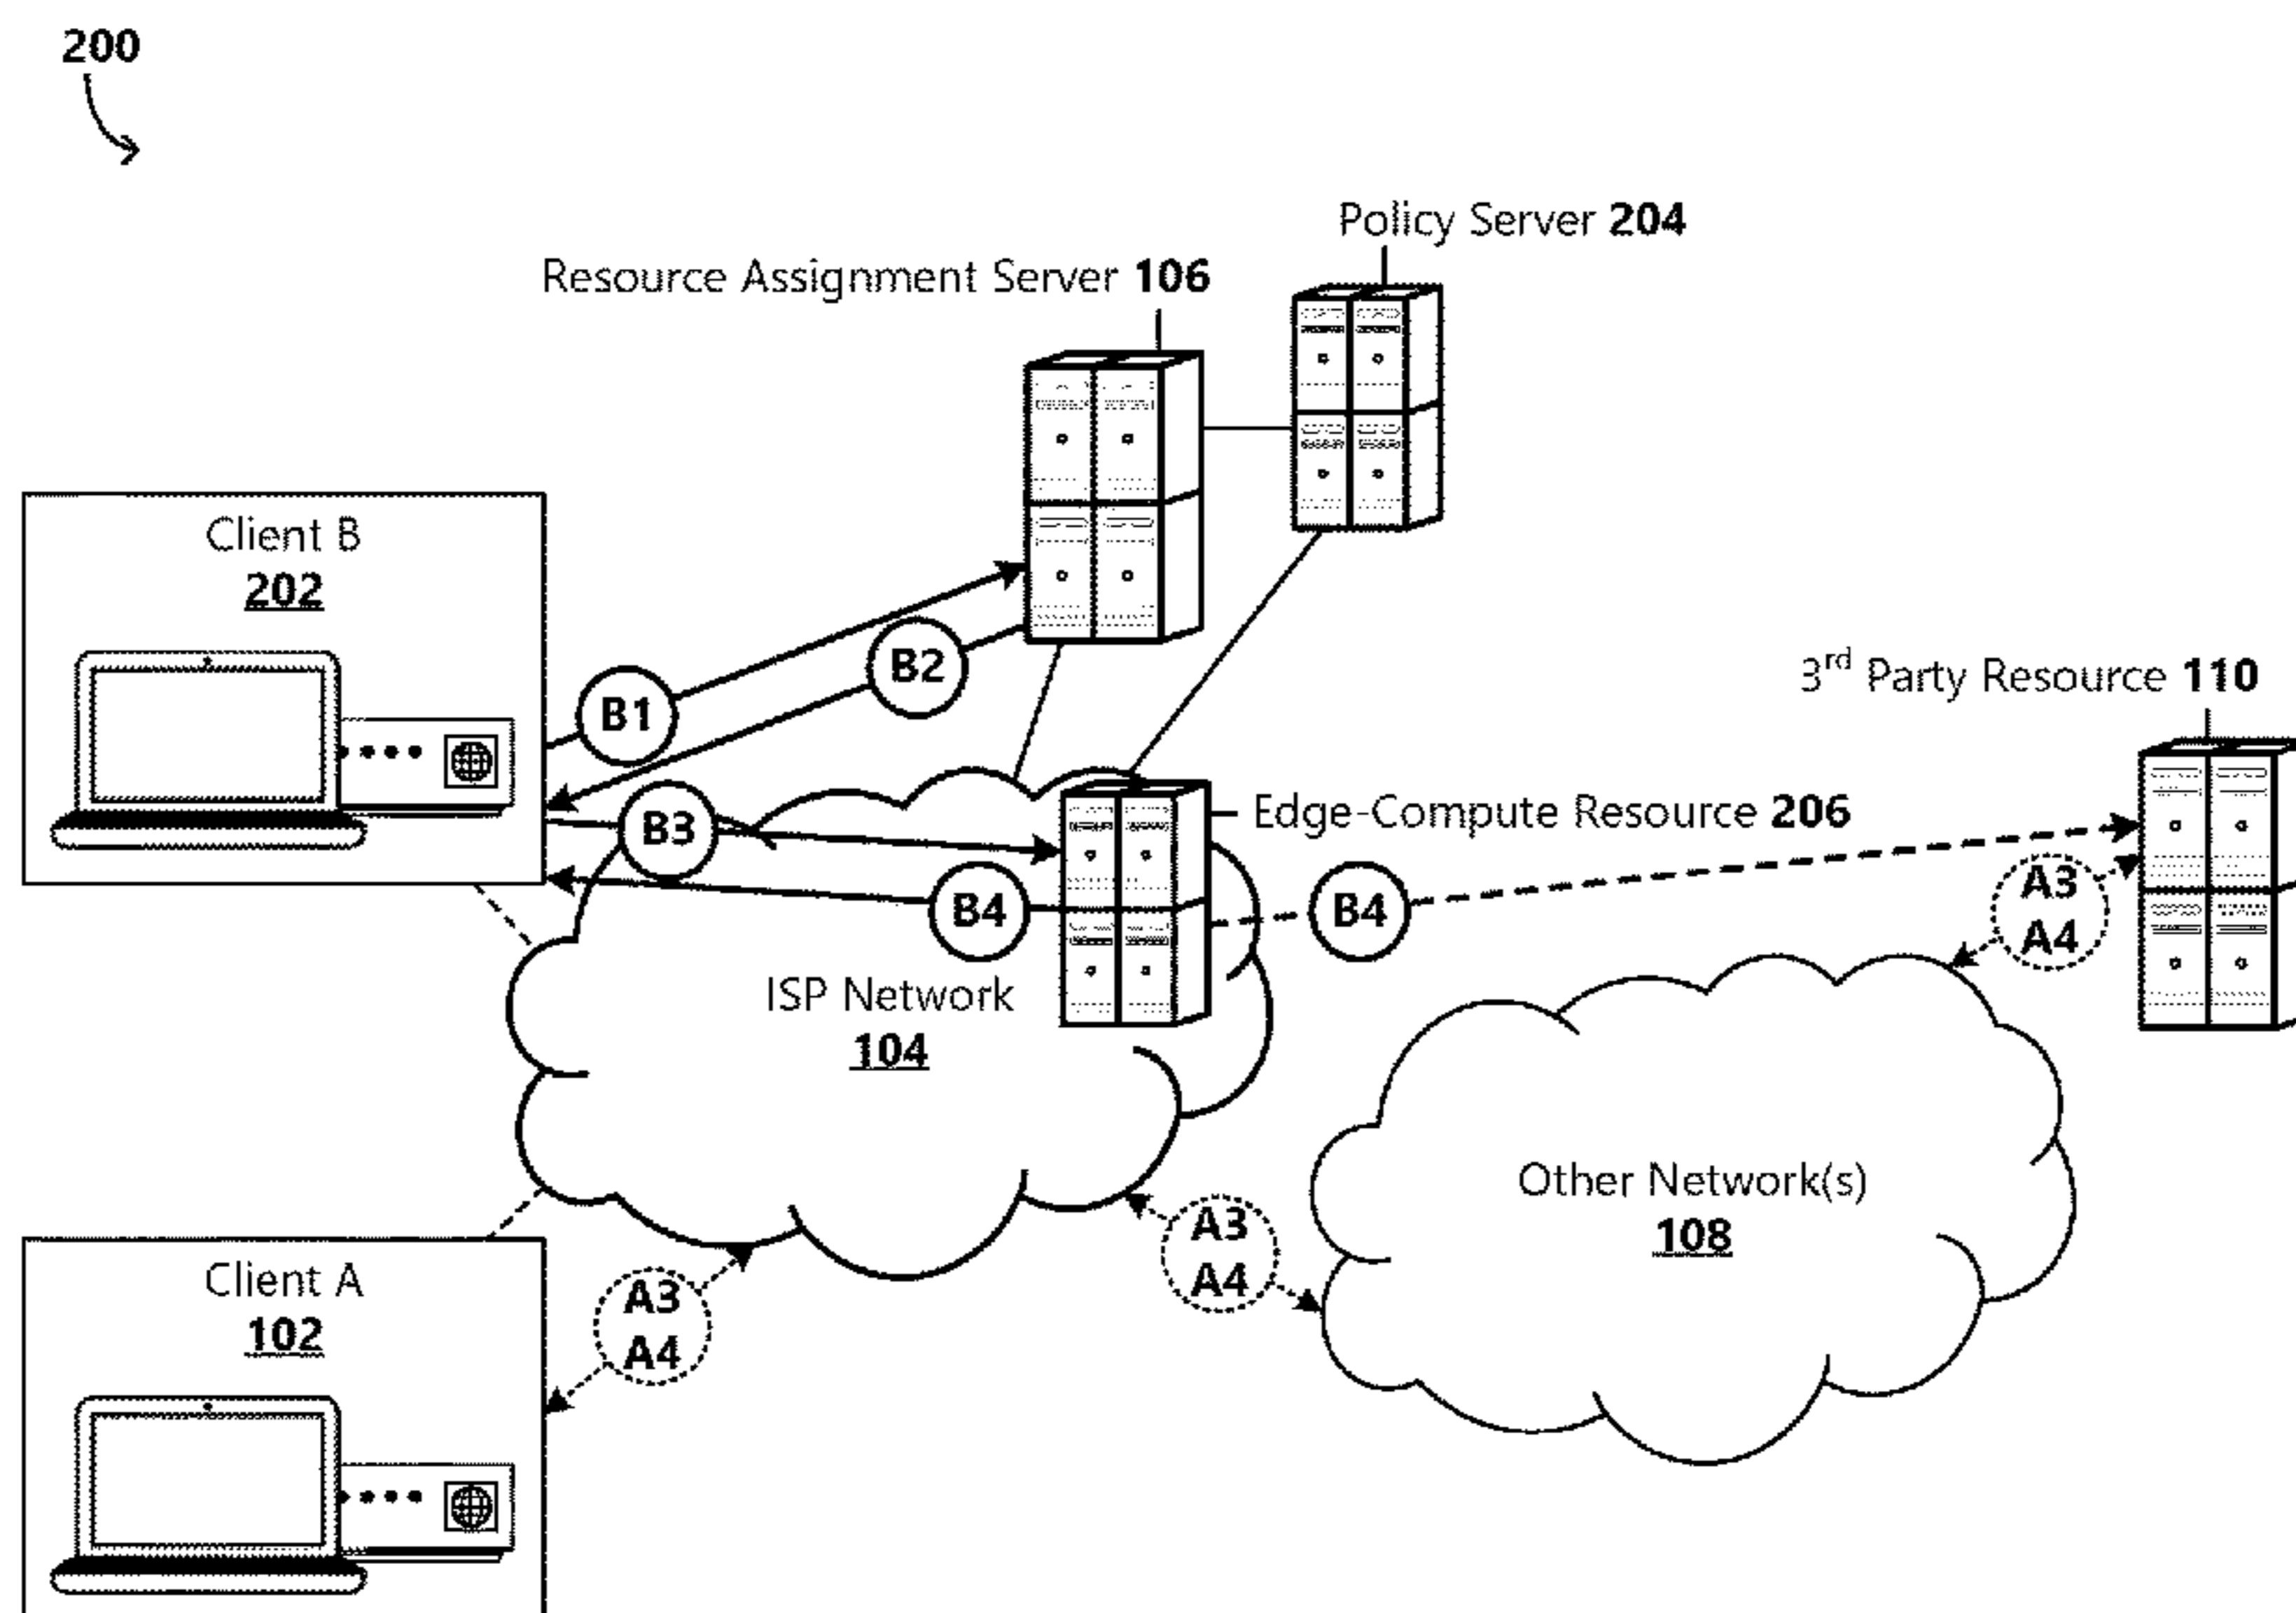 200
Policy Server 204
Resource Assignment Server 106
Client B
202
B1
B2
3rd Party Resource 110
B3
Edge-Compute Resource 206
B4
B4
A3
A4
ISP Network
104
Other Network(s)
108
A3
A4
Client A
102
A3
A4